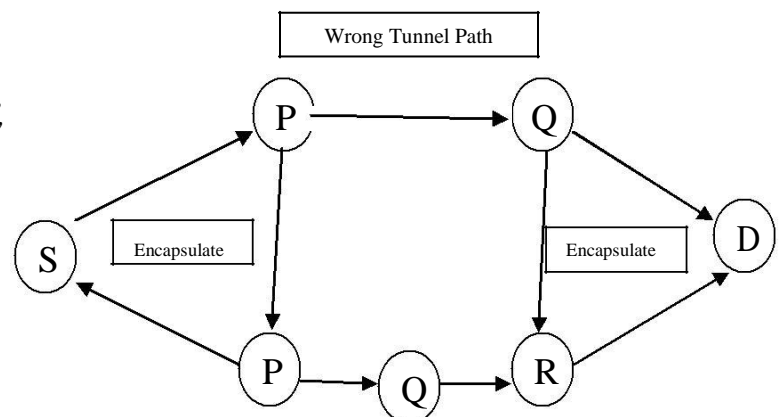 Wrong Tunnel Path
P
Q
S
Encapsulate
Encapsulate
D
P
Q
R